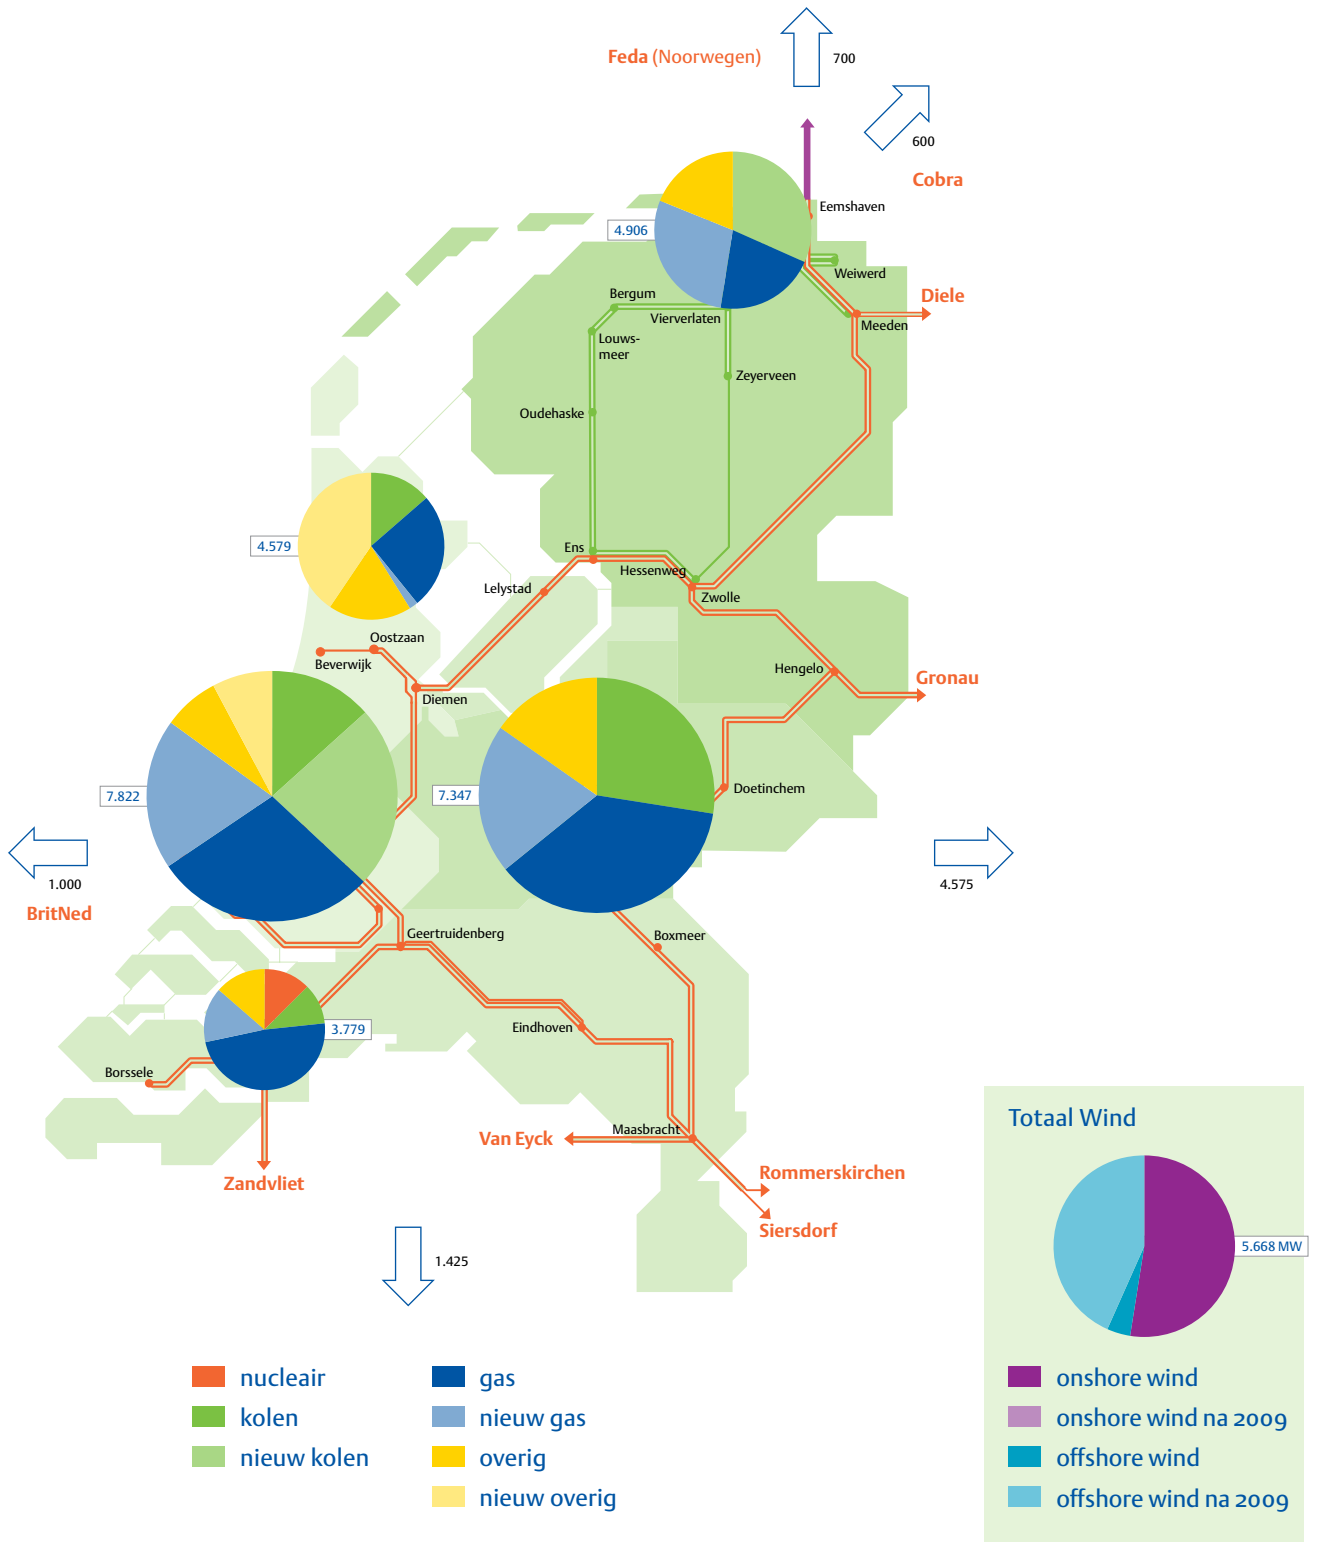 Feda (Noorwegen)
700
600
Cobra
Eemshaven
4.906
Weiwerd
Diele
Bergum
Vierverlaten
Meeden
Louws-
meer
Zeyerveen
Oudehaske
4.579
Ens
Hessenweg
Lelystad
Zwolle
Oostzaan
Beverwijk
Hengelo
Gronau
Diemen
7.822
7.347
Doetinchem
1.000
BritNed
4.575
Geertruidenberg
Boxmeer
3.779
Eindhoven
Borssele
Maasbracht
Van Eyck
Zandvliet
Rommerskirchen
Siersdorf
1.425
Totaal Wind
5.668 MW
nucleair
kolen
nieuw kolen
gas
nieuw gas
overig
nieuw overig
onshore wind
onshore wind na 2009
offshore wind
offshore wind na 2009